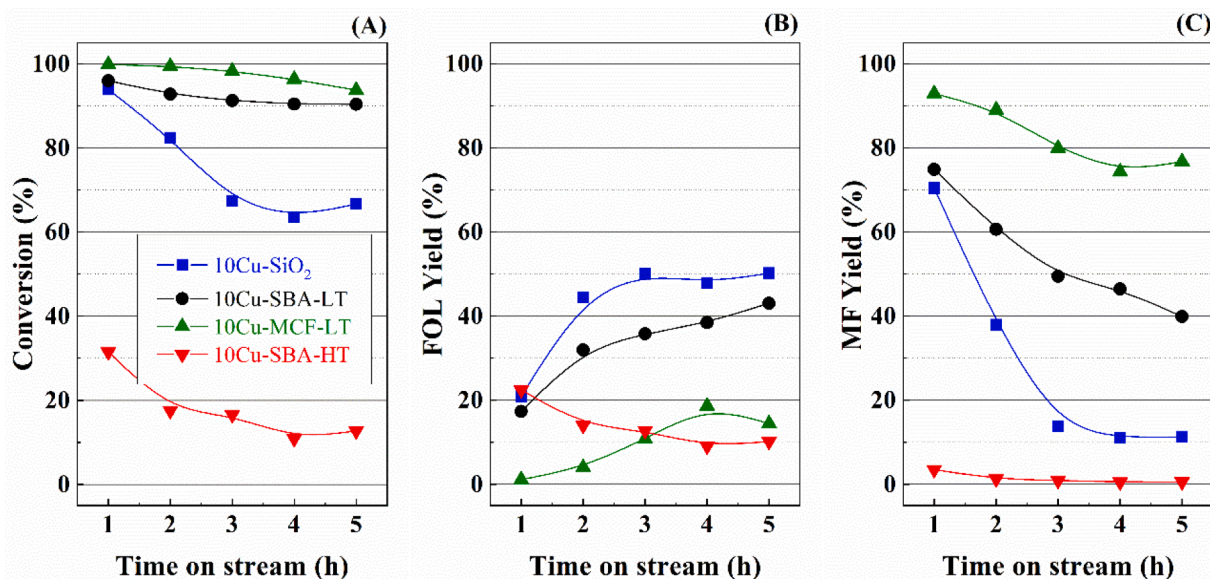 (A)
Conversion (%)
100
80
60
40
20
0
10Cu-SiO₂
10Cu-SBA-LT
10Cu-MCF-LT
10Cu-SBA-HT
1 2 3 4 5
Time on stream (h)
(B)
FOL Yield (%)
100
80
60
40
20
0
1 2 3 4 5
Time on stream (h)
(C)
MF Yield (%)
100
80
60
40
20
0
1 2 3 4 5
Time on stream (h)